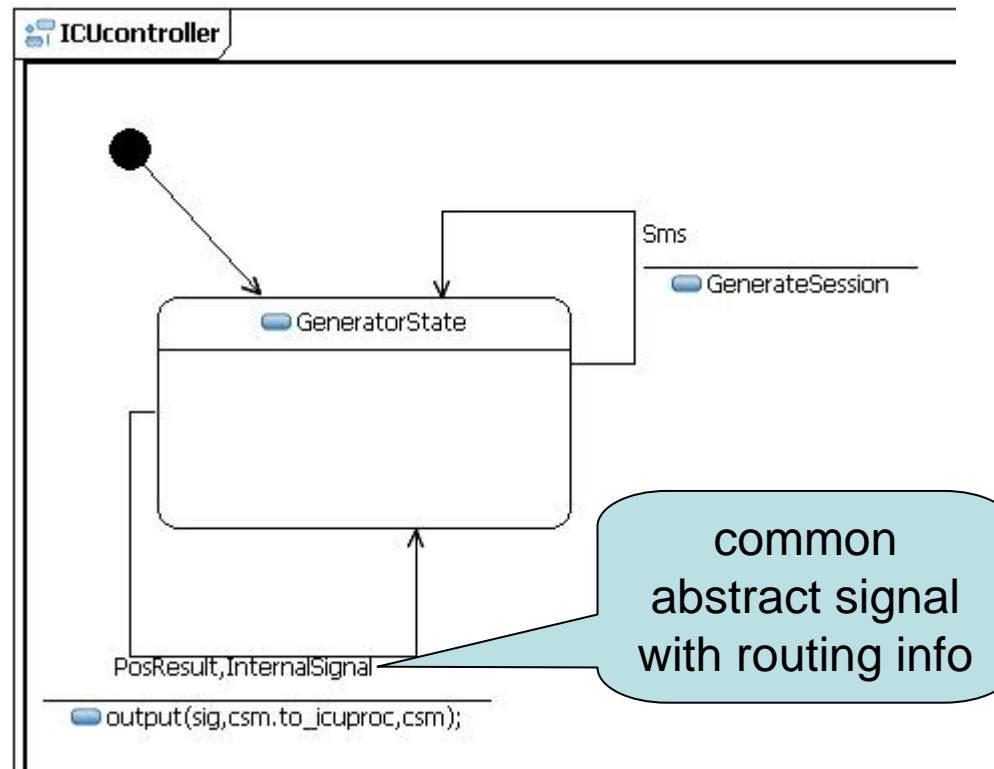 ICUcontroller
Sms
GenerateSession
GeneratorState
common
abstract signal
with routing info
PosResult,InternalSignal
output(sig,csm.to_icuproc,csm);